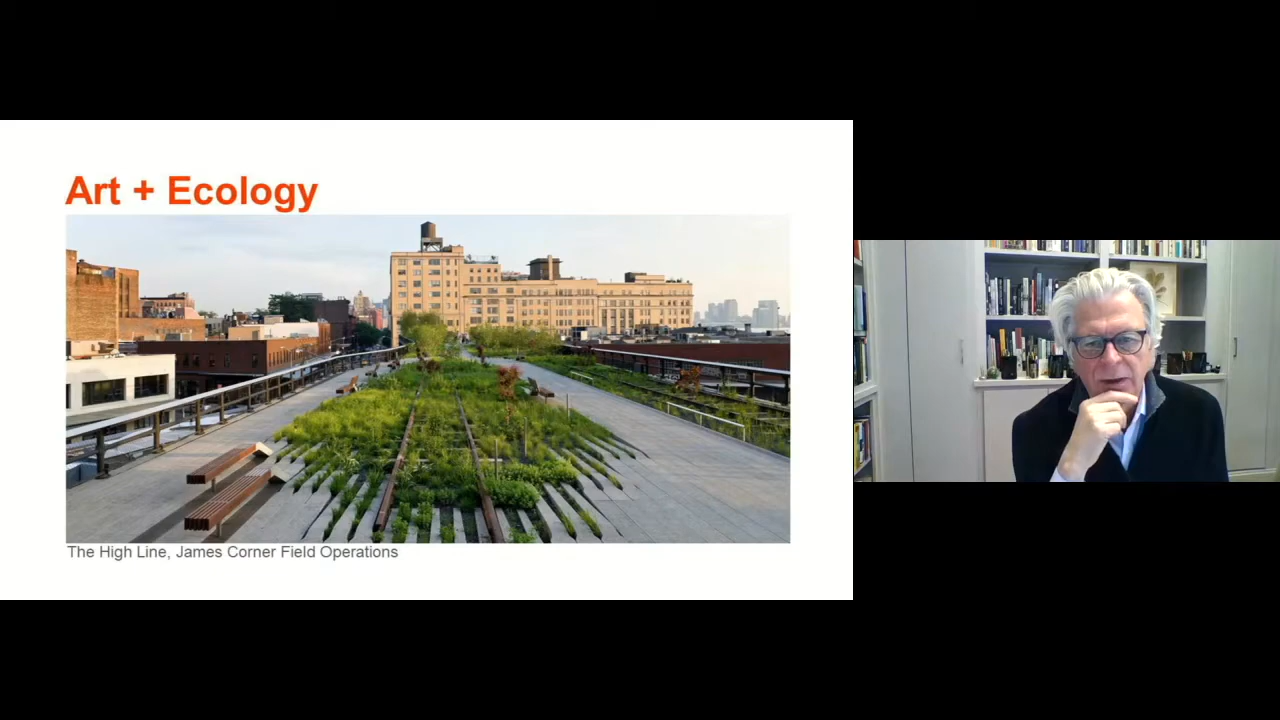 Art + Ecology
The High Line, James Corner Field Operations